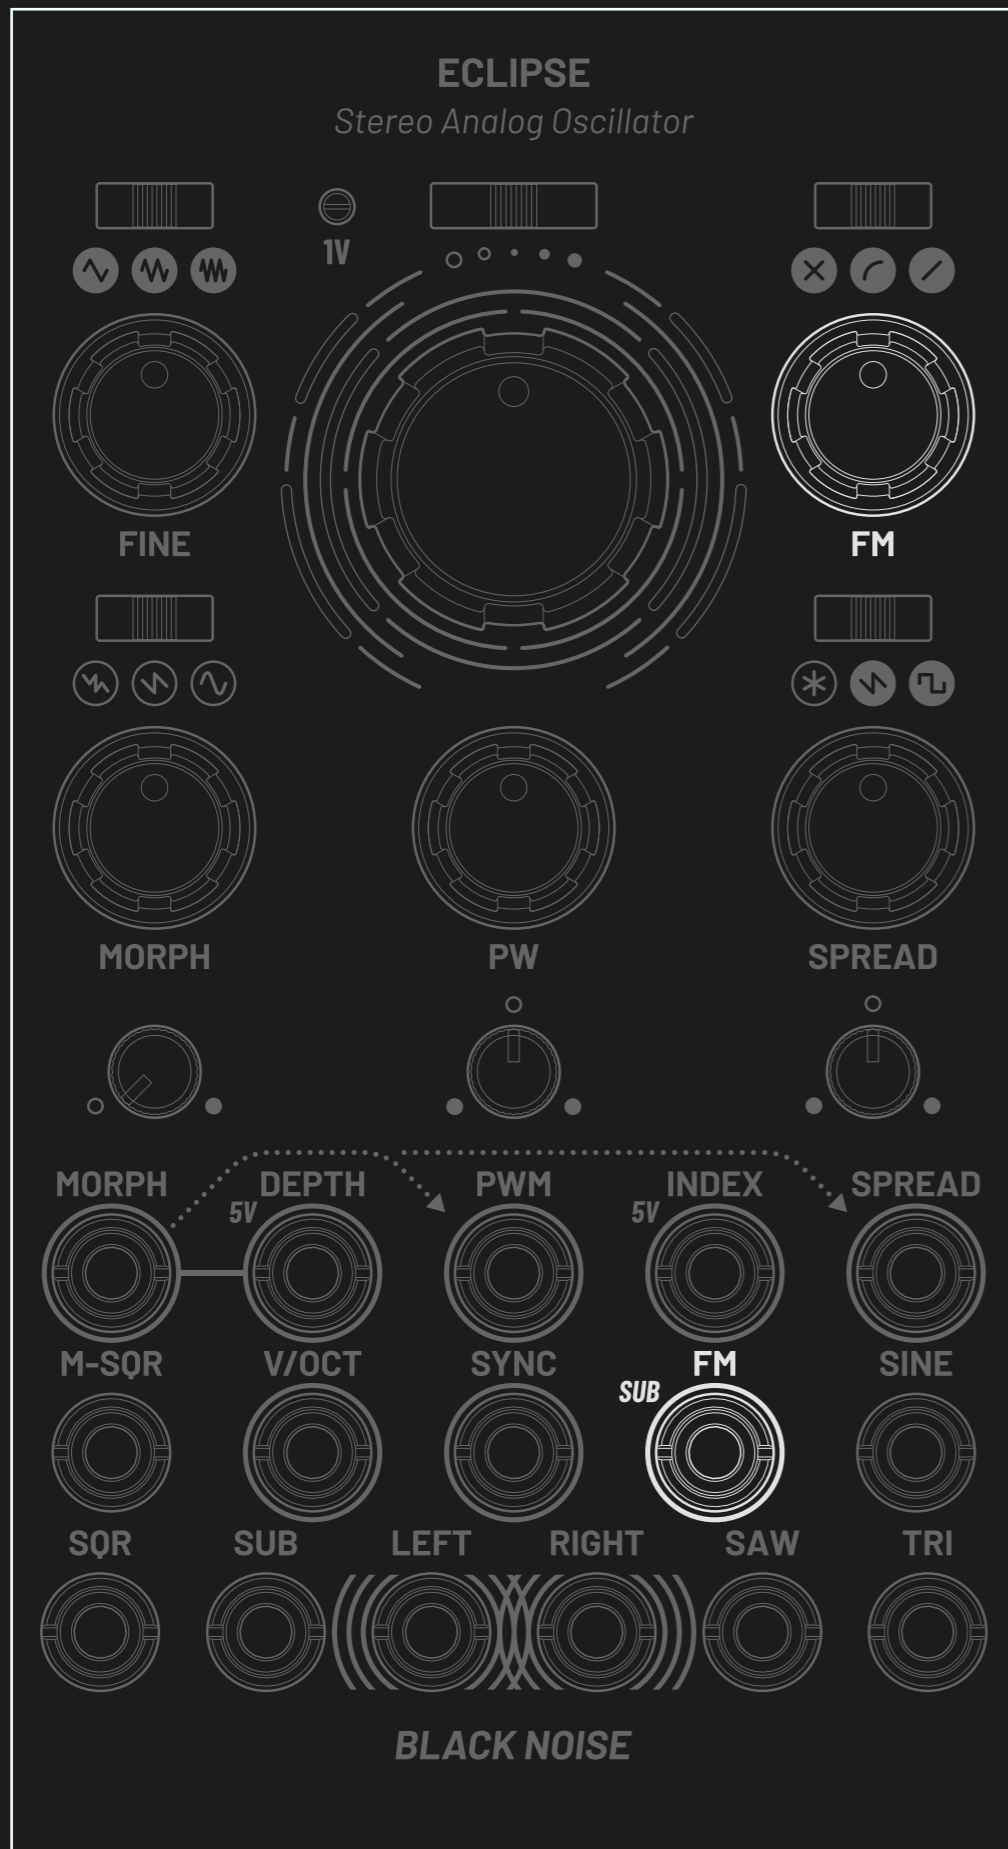 ECLIPSE
Stereo Analog Oscillator
1V
FINE
FM
MORPH
PW
SPREAD
MORPH
DEPTH
PWM
INDEX
SPREAD
5V
5V
M-SQR
V/OCT
SYNC
FM
SINE
SUB
SQR
SUB
LEFT
RIGHT
SAW
TRI
BLACK NOISE